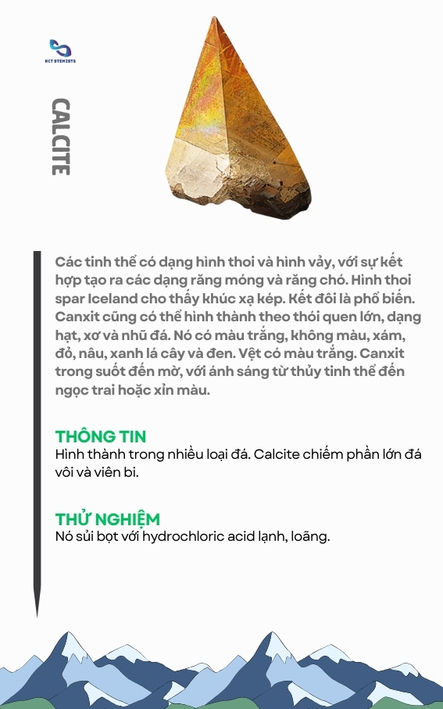 NCT STEMKITS
CALCITE
Các tinh thể có dạng hình thoi và hình vảy, với sự kết
hợp tạo ra các dạng răng móng và răng chó. Hình thoi
spar Iceland cho thấy khúc xạ kép. Kết đôi là phổ biến.
Canxit cũng có thể hình thành theo thói quen lớn, dạng
hạt, xơ và nhũ đá. Nó có màu trắng, không màu, xám,
đỏ, nâu, xanh lá cây và đen. Vệt có màu trắng. Canxit
trong suốt đến mờ, với ánh sáng từ thủy tinh thể đến
ngọc trai hoặc xỉn màu.
THÔNG TIN
Hình thành trong nhiều loại đá. Calcite chiếm phần lớn đá
vôi và viên bi.
THỬ NGHIỆM
Nó sủi bọt với hydrochloric acid lạnh, loãng.